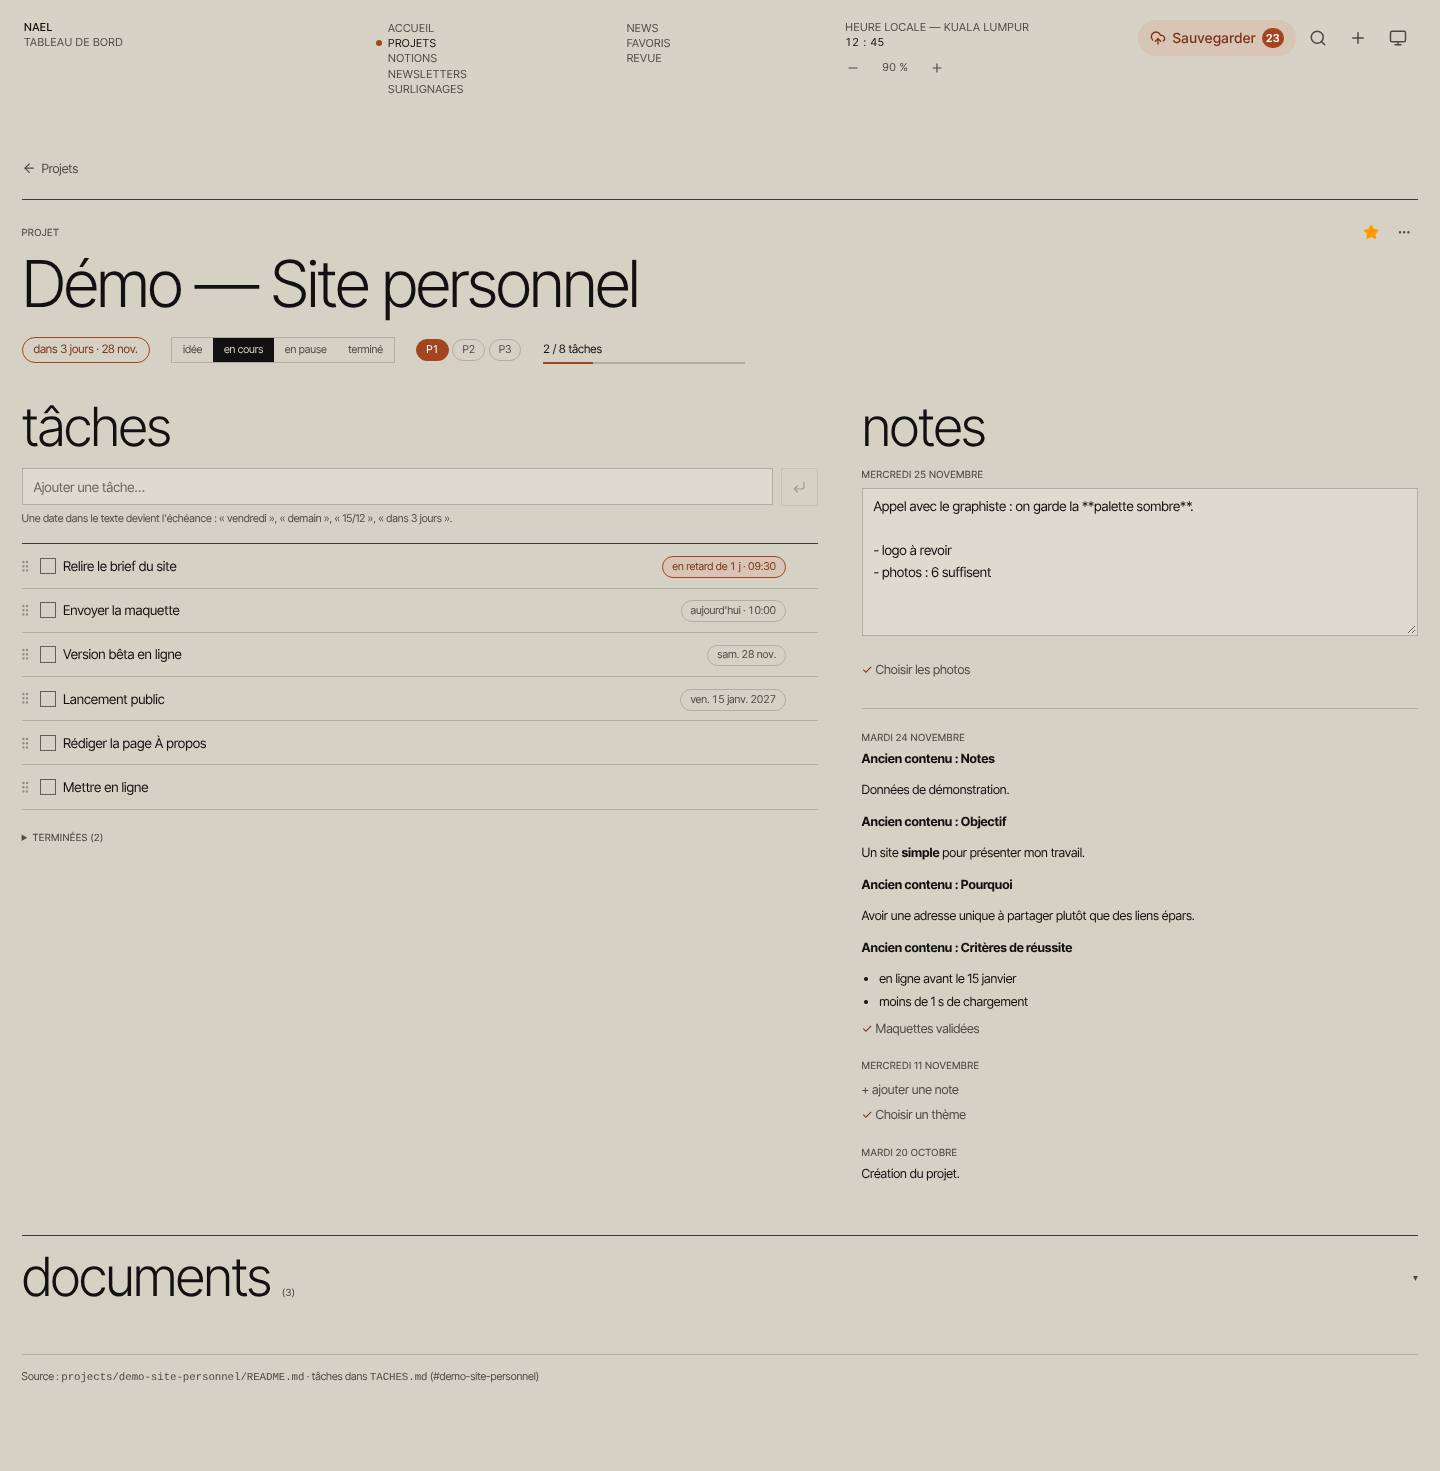 NAEL
TABLEAU DE BORD
ACCUEIL
PROJETS
NOTIONS
NEWSLETTERS
SURLIGNAGES
NEWS
FAVORIS
REVUE
HEURE LOCALE — KUALA LUMPUR
12 : 45
− 90 % +
Sauvegarder 23
← Projets
PROJET
Démo — Site personnel
dans 3 jours · 28 nov.
idée en cours en pause terminé
P1 P2 P3
2 / 8 tâches
tâches
Ajouter une tâche...
Une date dans le texte devient l'échéance : « vendredi », « demain », « 15/12 », « dans 3 jours ».
Relire le brief du site en retard de 1 j · 09:30
Envoyer la maquette aujourd'hui · 10:00
Version bêta en ligne sam. 28 nov.
Lancement public ven. 15 janv. 2027
Rédiger la page À propos
Mettre en ligne
▶ TERMINÉES (2)
notes
MERCREDI 25 NOVEMBRE
Appel avec le graphiste : on garde la **palette sombre**.
- logo à revoir
- photos : 6 suffisent
✓ Choisir les photos
MARDI 24 NOVEMBRE
Ancien contenu : Notes
Données de démonstration.
Ancien contenu : Objectif
Un site simple pour présenter mon travail.
Ancien contenu : Pourquoi
Avoir une adresse unique à partager plutôt que des liens épars.
Ancien contenu : Critères de réussite
• en ligne avant le 15 janvier
• moins de 1 s de chargement
✓ Maquettes validées
MERCREDI 11 NOVEMBRE
+ ajouter une note
✓ Choisir un thème
MARDI 20 OCTOBRE
Création du projet.
documents (3)
Source : projects/demo-site-personnel/README.md · tâches dans TACHES.md (#demo-site-personnel)